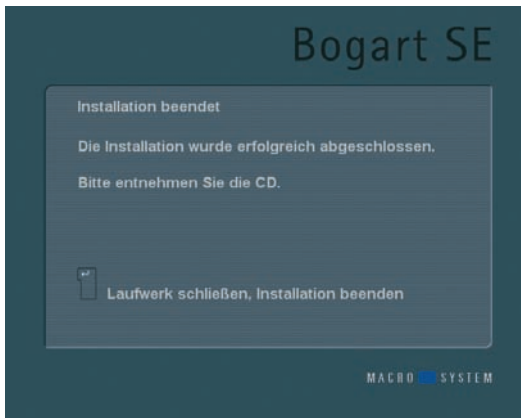 Bogart SE
Installation beendet
Die Installation wurde erfolgreich abgeschlossen.
Bitte entnehmen Sie die CD.
Laufwerk schließen, Installation beenden
MACRO SYSTEM